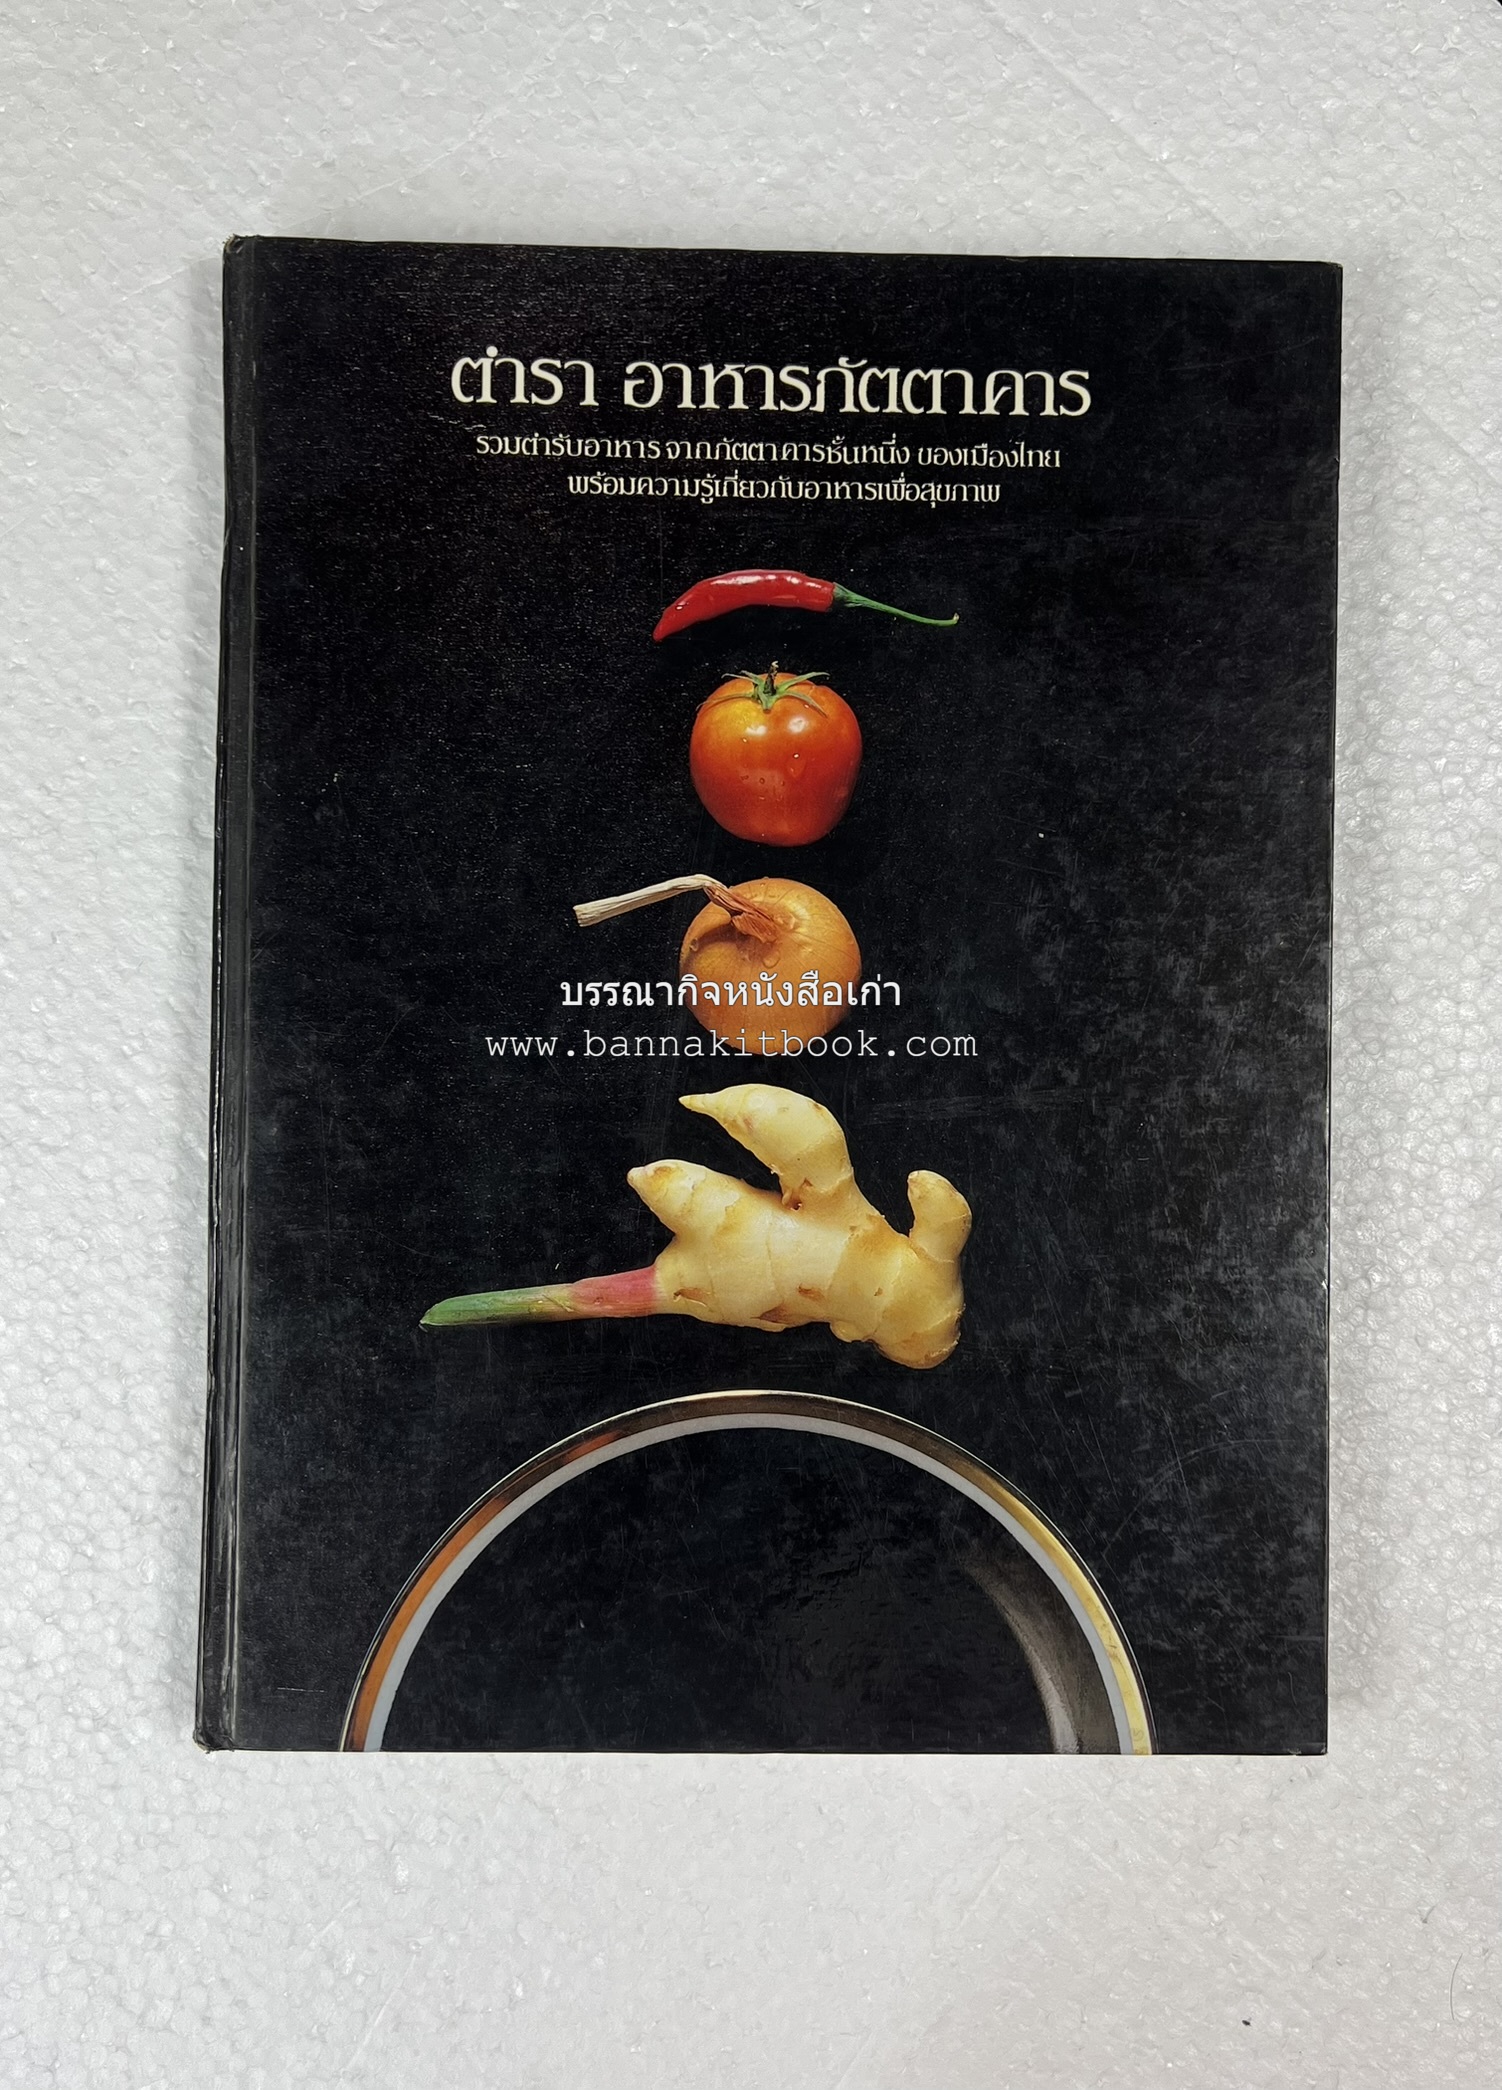 ตำรา อาหารภัตตาคาร
รวมตำรับอาหาร จากภัตตาคารชั้นหนึ่ง ของเมืองไทย
พร้อมความรู้เกี่ยวกับอาหารเพื่อสุขภาพ
บรรณากิจหนังสือเก่า
www.bannakitbook.com